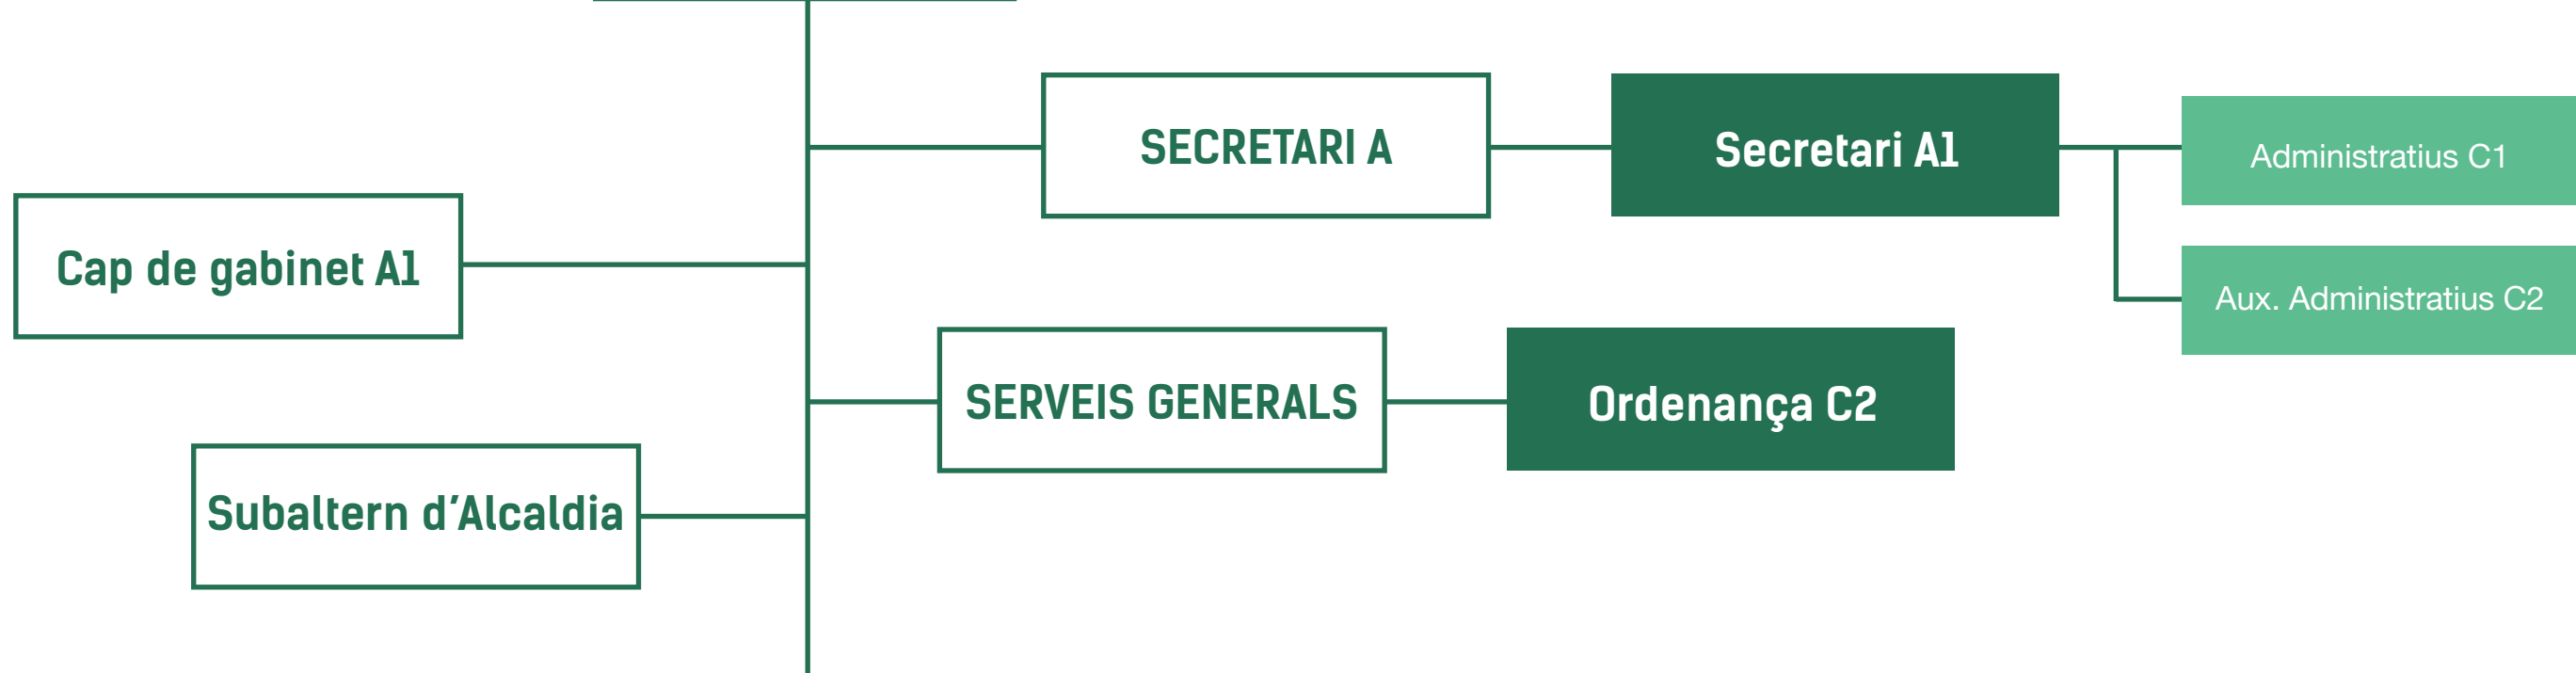 SECRETARI A
Secretari A1
Administratius C1
Cap de gabinet A1
Aux. Administratius C2
SERVEIS GENERALS
Ordenança C2
Subaltern d’Alcaldia